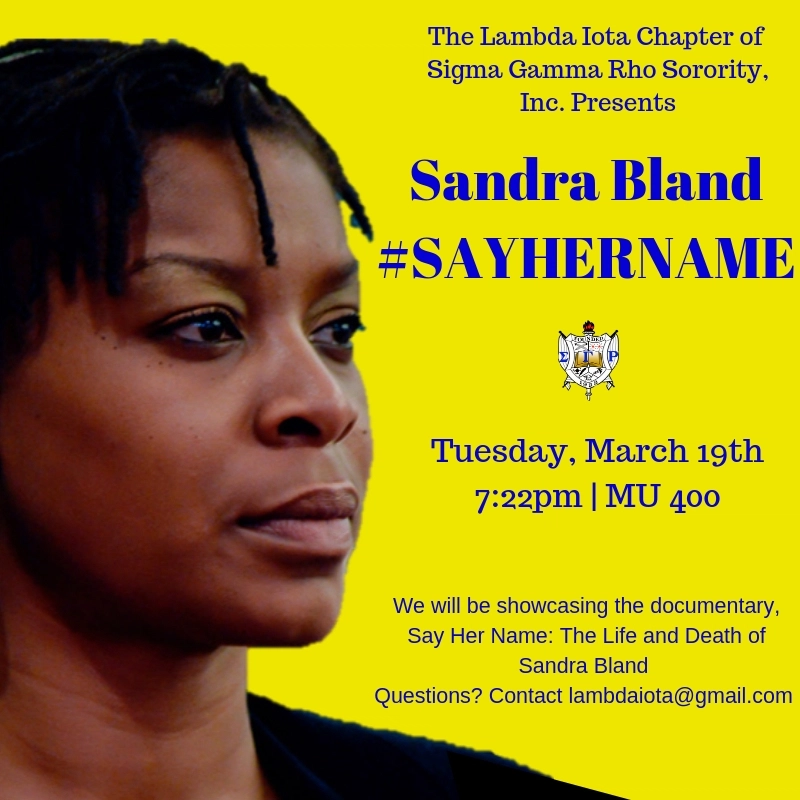 The Lambda Iota Chapter of
Sigma Gamma Rho Sorority,
Inc. Presents
Sandra Bland
#SAYHERNAME
FOUNDED
Σ Γ Ρ
1922
Tuesday, March 19th
7:22pm | MU 400
We will be showcasing the documentary,
Say Her Name: The Life and Death of
Sandra Bland
Questions? Contact lambdaiota@gmail.com